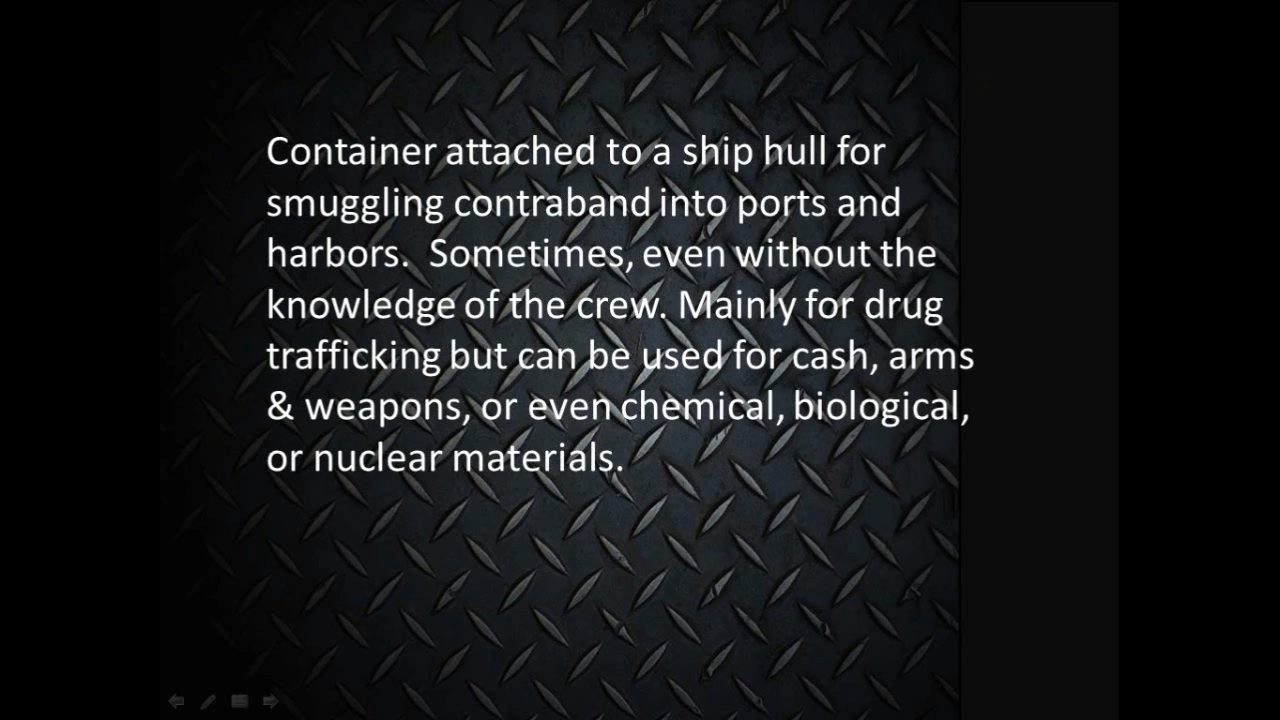 Container attached to a ship hull for
smuggling contraband into ports and
harbors.  Sometimes, even without the
knowledge of the crew. Mainly for drug
trafficking but can be used for cash, arms
& weapons, or even chemical, biological,
or nuclear materials.